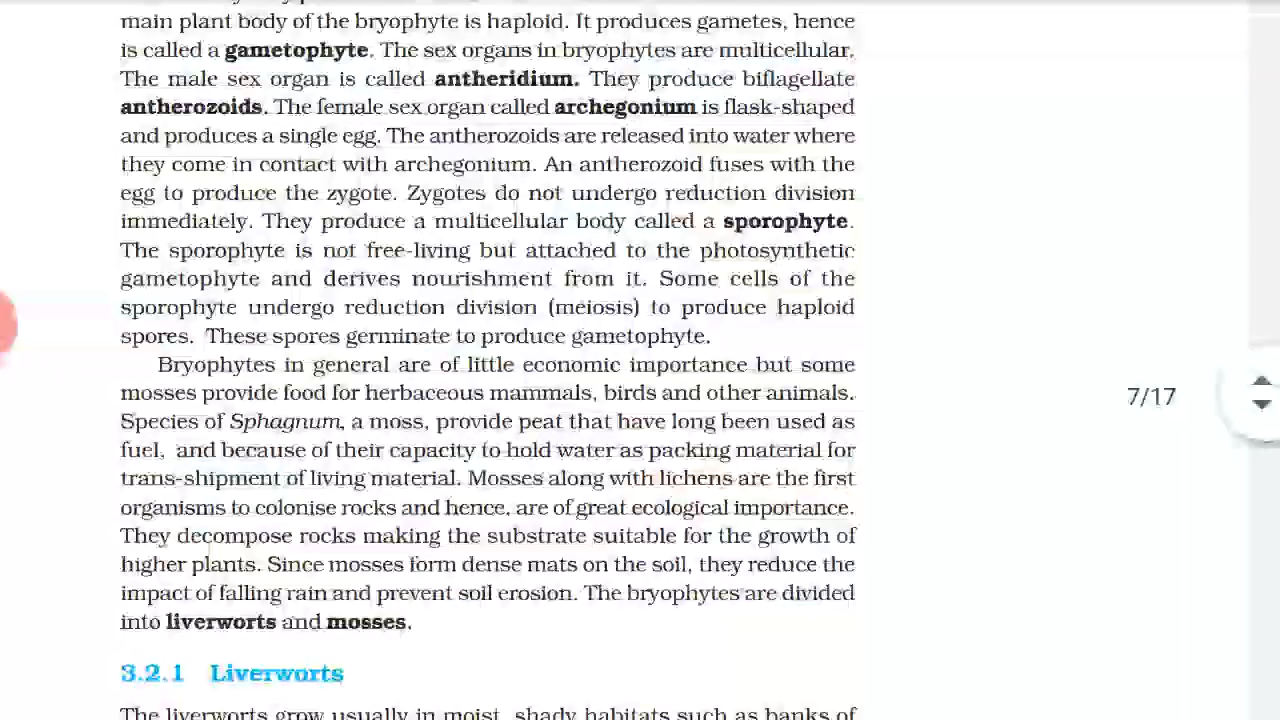 main plant body of the bryophyte is haploid. It produces gametes, hence
is called a gametophyte. The sex organs in bryophytes are multicellular.
The male sex organ is called antheridium. They produce biflagellate
antherozoids. The female sex organ called archegonium is flask-shaped
and produces a single egg. The antherozoids are released into water where
they come in contact with archegonium. An antherozoid fuses with the
egg to produce the zygote. Zygotes do not undergo reduction division
immediately. They produce a multicellular body called a sporophyte.
The sporophyte is not free-living but attached to the photosynthetic
gametophyte and derives nourishment from it. Some cells of the
sporophyte undergo reduction division (meiosis) to produce haploid
spores. These spores germinate to produce gametophyte.
Bryophytes in general are of little economic importance but some
mosses provide food for herbaceous mammals, birds and other animals.
Species of Sphagnum, a moss, provide peat that have long been used as
fuel, and because of their capacity to hold water as packing material for
trans-shipment of living material. Mosses along with lichens are the first
organisms to colonise rocks and hence, are of great ecological importance.
They decompose rocks making the substrate suitable for the growth of
higher plants. Since mosses form dense mats on the soil, they reduce the
impact of falling rain and prevent soil erosion. The bryophytes are divided
into liverworts and mosses.
7/17
3.2.1 Liverworts
The liverworts grow usually in moist, shady habitats such as banks of